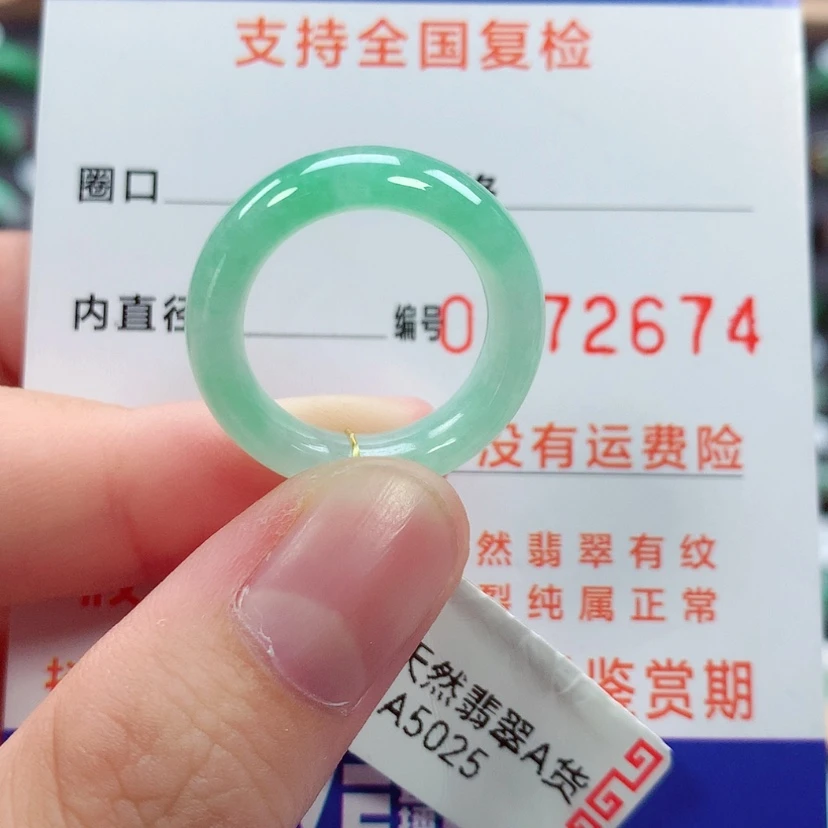 支持全国复检
圈口
内直径 编号0 72674
没有运费险
然翡翠有纹
裂纯属正常
鉴赏期
天然翡翠A货
A5025